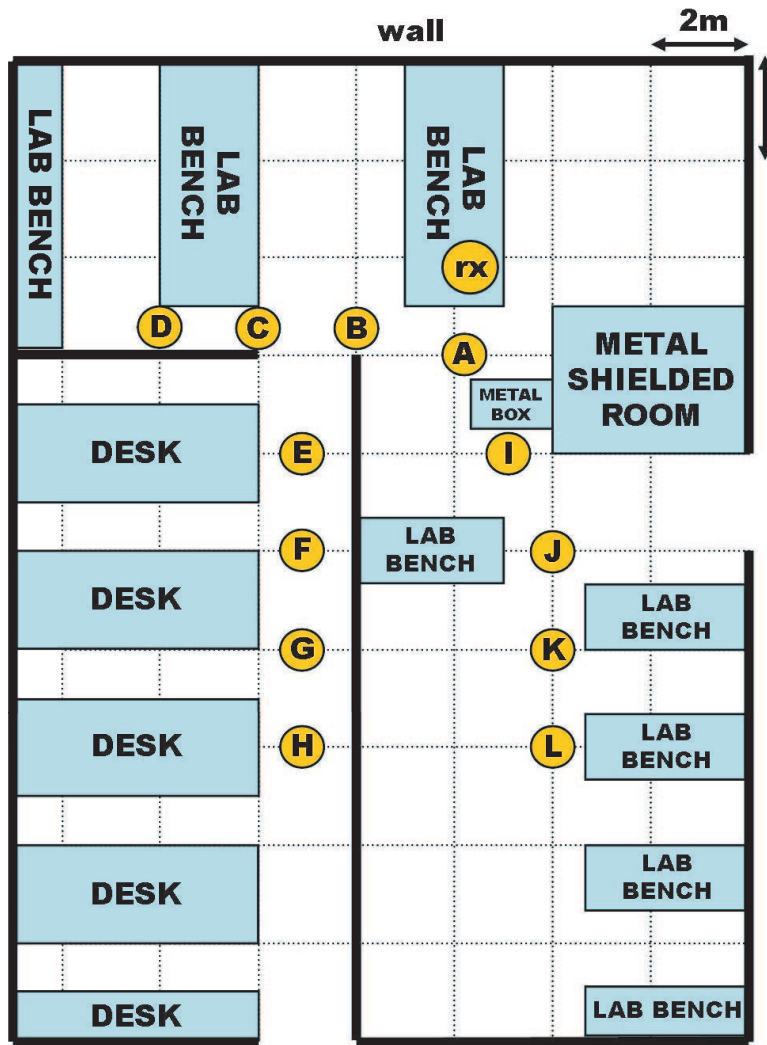 wall
2m
LAB BENCH
LAB
BENCH
LAB
BENCH
rx
D
C
B
A
METAL
SHIELDED
ROOM
METAL
BOX
DESK
E
I
F
LAB
BENCH
J
DESK
LAB
BENCH
G
K
DESK
H
L
LAB
BENCH
DESK
LAB
BENCH
DESK
LAB BENCH